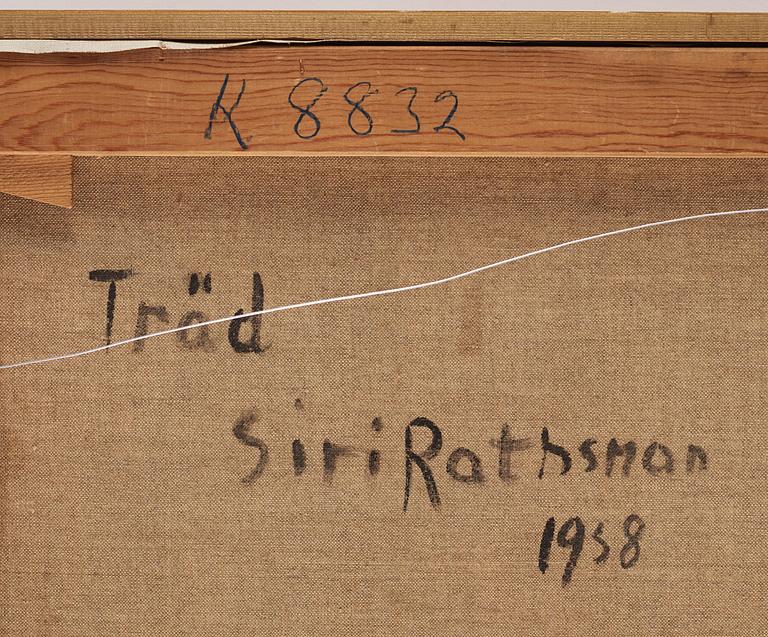 K 8832
Träd
Siri Rathsman
1958